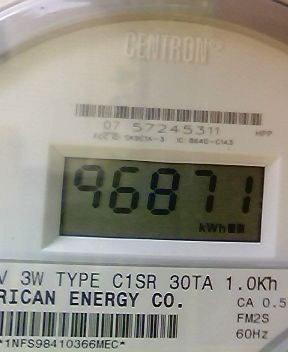 CENTRON®
07 57245311
HPP
96871
kWh
V 3W TYPE C1SR 30TA 1.0Kh
RICAN ENERGY CO.
CA 0.5
FM2S
60Hz
*1NFS98410366MEC*